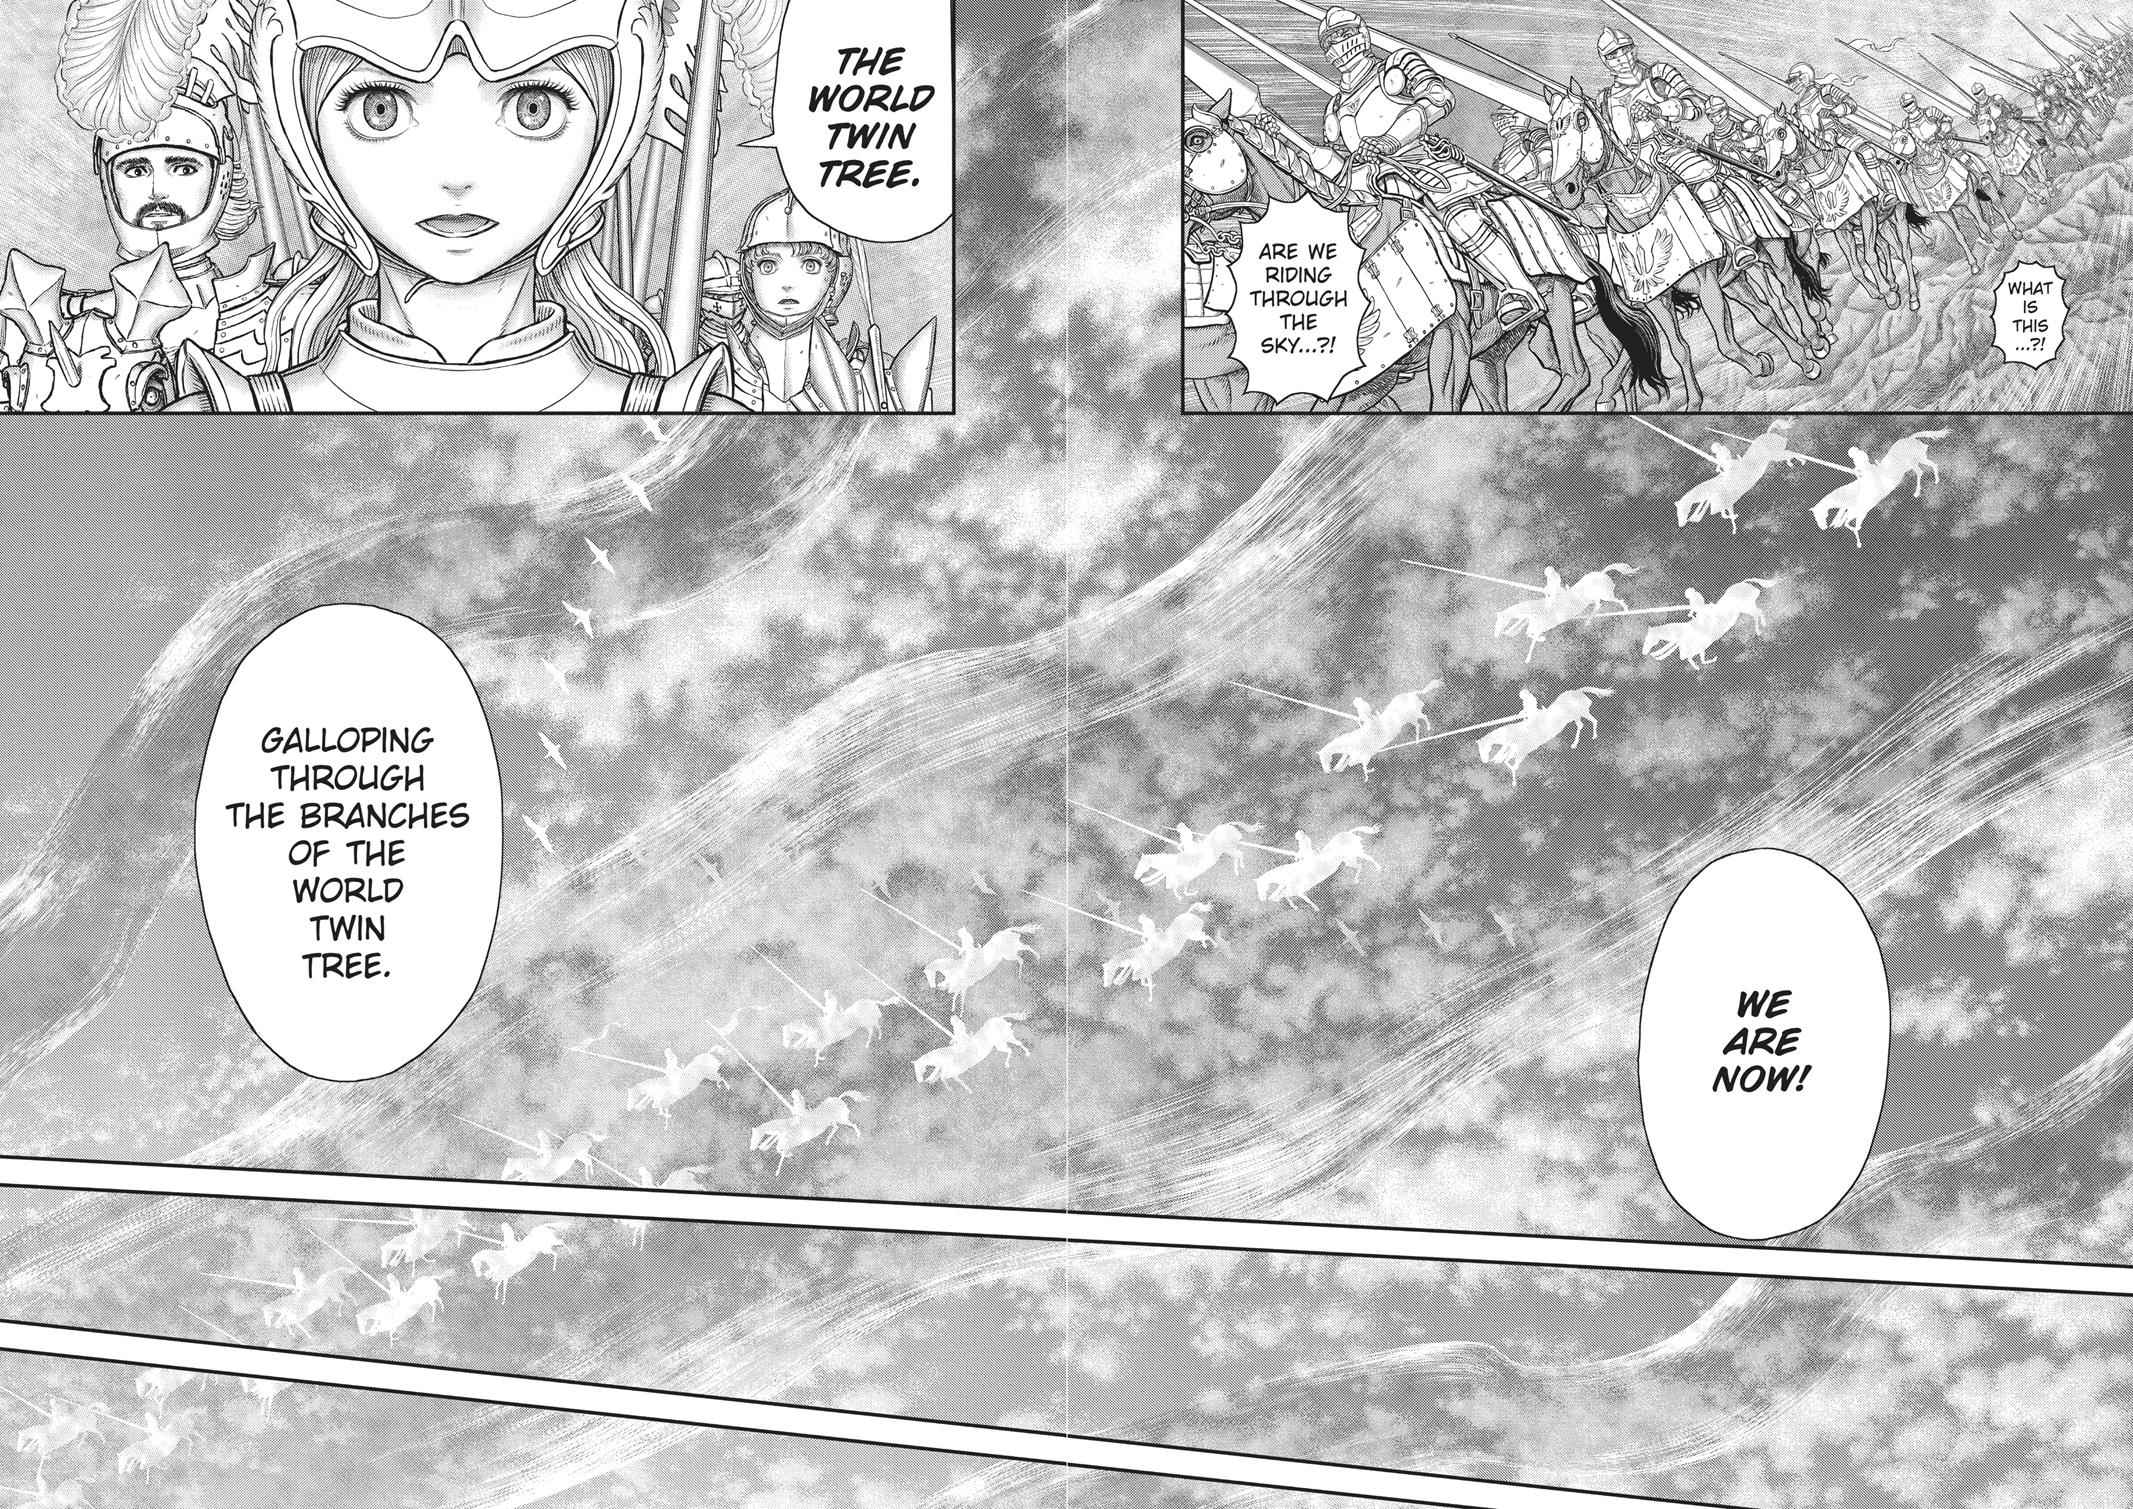 WHAT
IS
THIS
...?!
ARE WE
RIDING
THROUGH
THE
SKY...?!
THE
WORLD
TWIN
TREE.
WE
ARE
NOW!
GALLOPING
THROUGH
THE BRANCHES
OF THE
WORLD
TWIN
TREE.